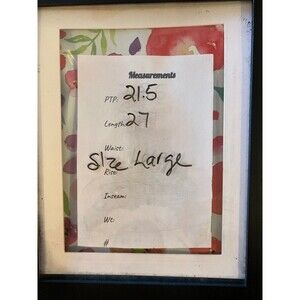 Measurements
PTP: 21.5
Length: 27
Waist:
Size Large
Rise:
Inseam:
Wt:
#